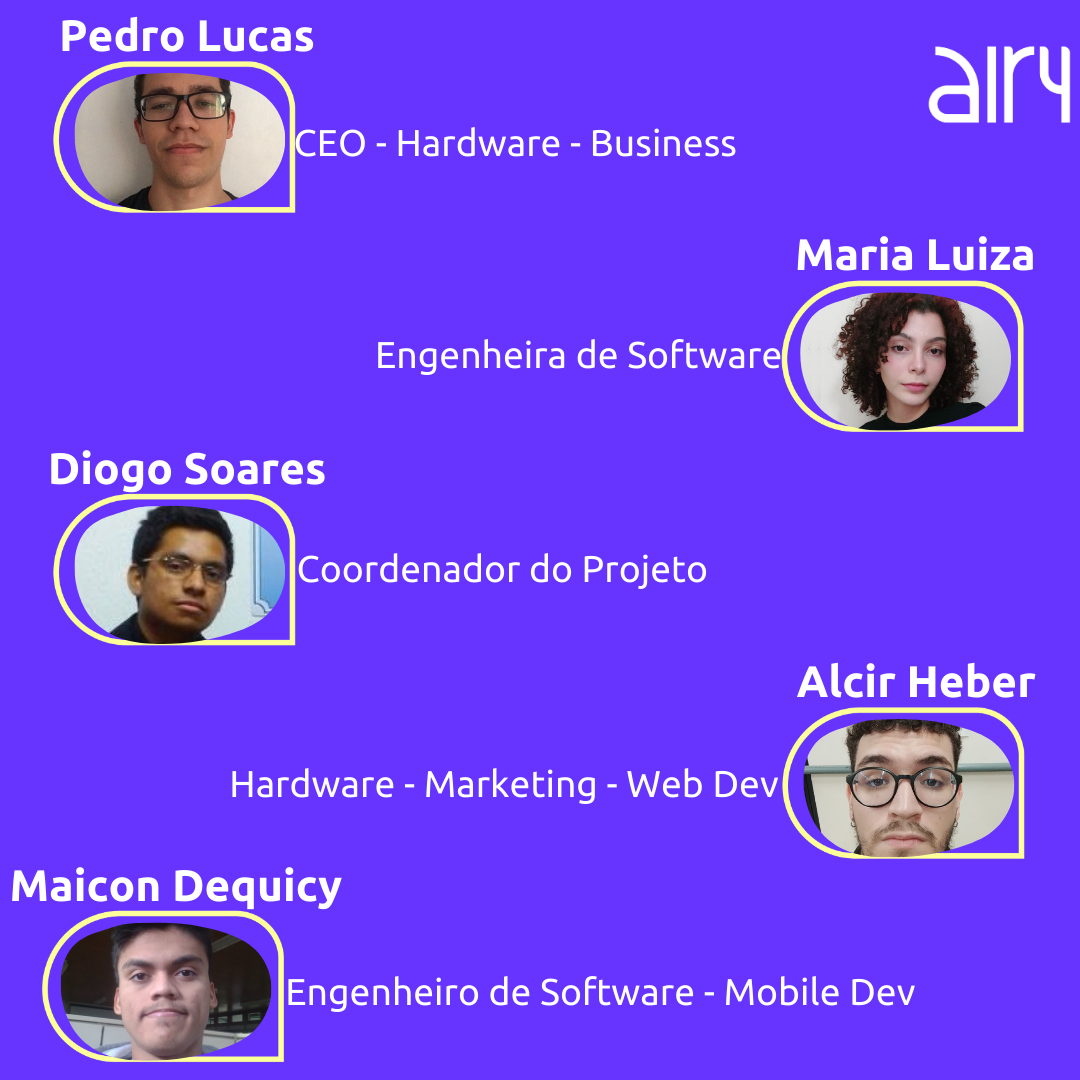 Pedro Lucas
airy
CEO - Hardware - Business
Maria Luiza
Engenheira de Software
Diogo Soares
Coordenador do Projeto
Alcir Heber
Hardware - Marketing - Web Dev
Maicon Dequicy
Engenheiro de Software - Mobile Dev